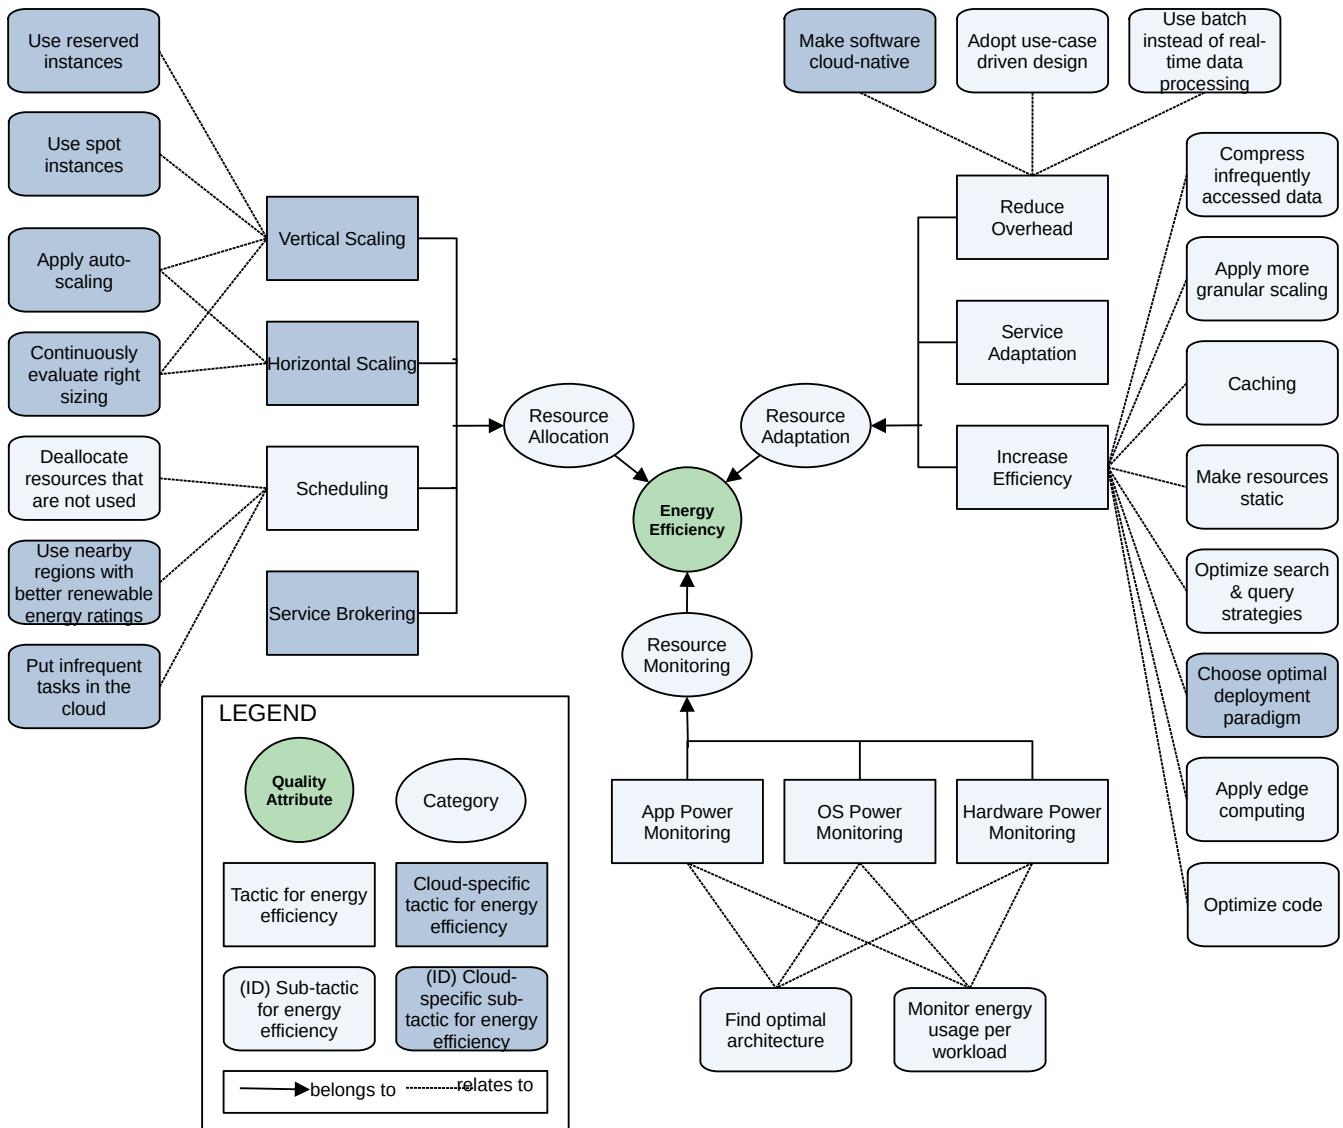 Use reserved
instances
Use spot
instances
Apply auto-
scaling
Continuously
evaluate right
sizing
Deallocate
resources that
are not used
Use nearby
regions with
better renewable
energy ratings
Put infrequent
tasks in the
cloud
Vertical Scaling
Horizontal Scaling
Scheduling
Service Brokering
Resource
Allocation
Resource
Adaptation
Energy
Efficiency
Resource
Monitoring
Make software
cloud-native
Adopt use-case
driven design
Use batch
instead of real-
time data
processing
Reduce
Overhead
Service
Adaptation
Increase
Efficiency
Compress
infrequently
accessed data
Apply more
granular scaling
Caching
Make resources
static
Optimize search
& query
strategies
Choose optimal
deployment
paradigm
Apply edge
computing
Optimize code
App Power
Monitoring
OS Power
Monitoring
Hardware Power
Monitoring
Find optimal
architecture
Monitor energy
usage per
workload
LEGEND
Quality
Attribute
Category
Tactic for energy
efficiency
Cloud-specific
tactic for energy
efficiency
(ID) Sub-tactic
for energy
efficiency
(ID) Cloud-
specific sub-
tactic for energy
efficiency
belongs to
relates to